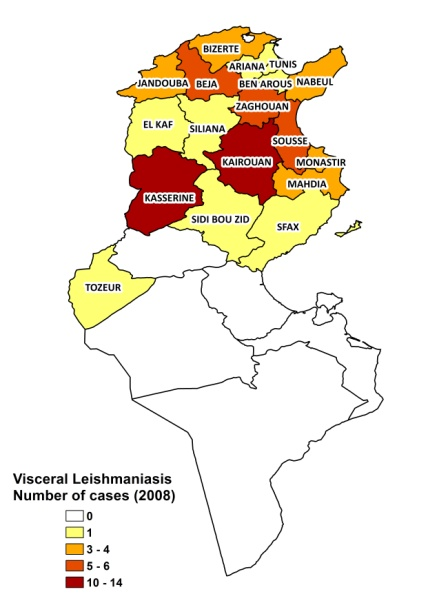 BIZERTE
ARIANA
TUNIS
JANDOUBA
BEJA
BEN AROUS
NABEUL
ZAGHOUAN
EL KAF
SILIANA
SOUSSE
KAIROUAN
MONASTIR
MAHDIA
KASSERINE
SIDI BOU ZID
SFAX
TOZEUR
Visceral Leishmaniasis
Number of cases (2008)
0
1
3 - 4
5 - 6
10 - 14